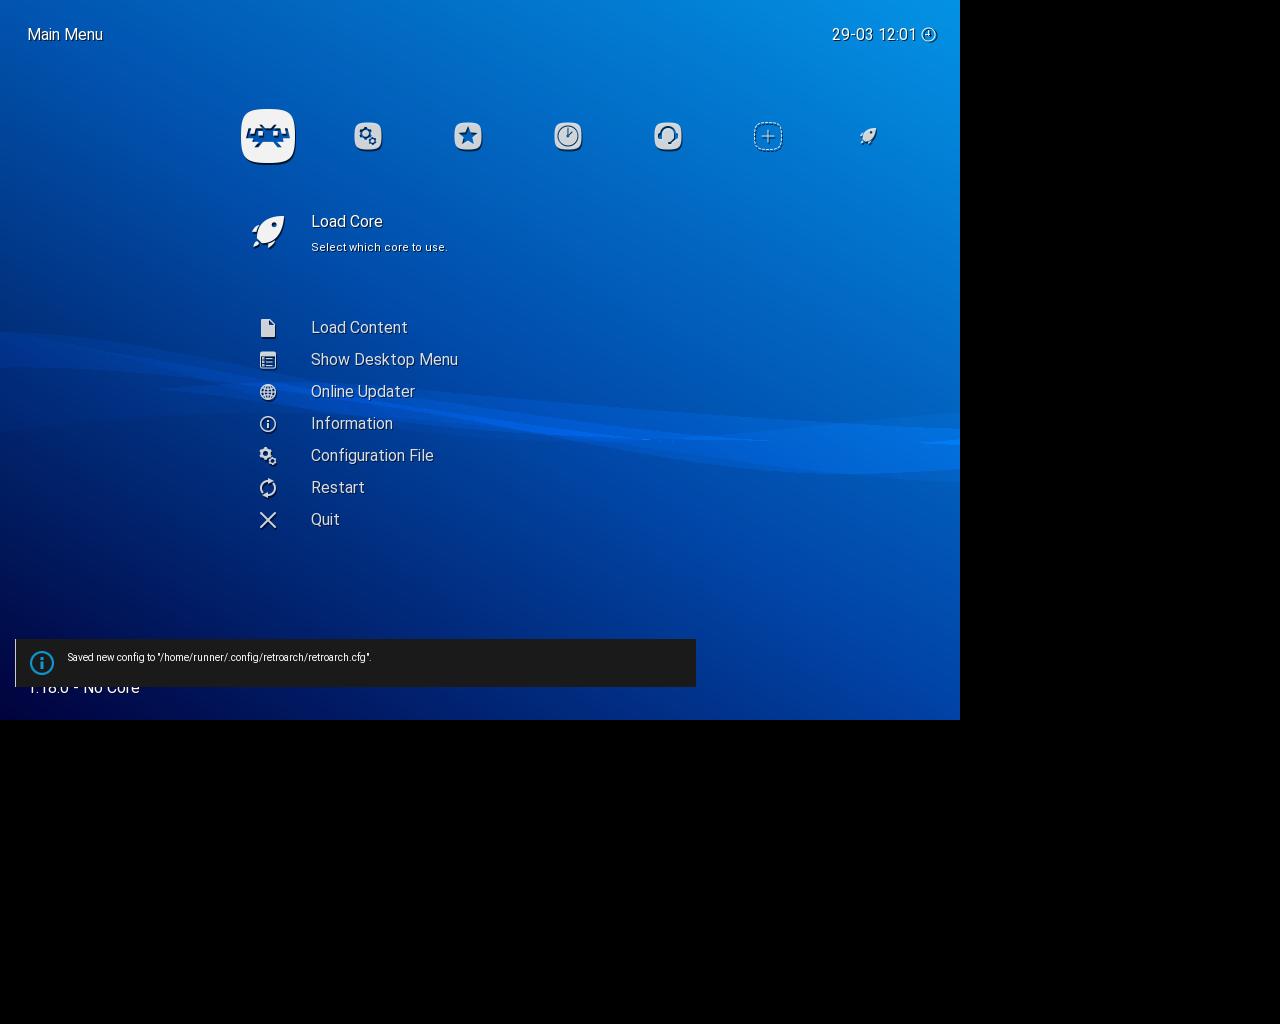 Main Menu
29-03 12:01
Load Core
Select which core to use.
Load Content
Show Desktop Menu
Online Updater
Information
Configuration File
Restart
Quit
Saved new config to "/home/runner/.config/retroarch/retroarch.cfg".
1.18.0 - No Core